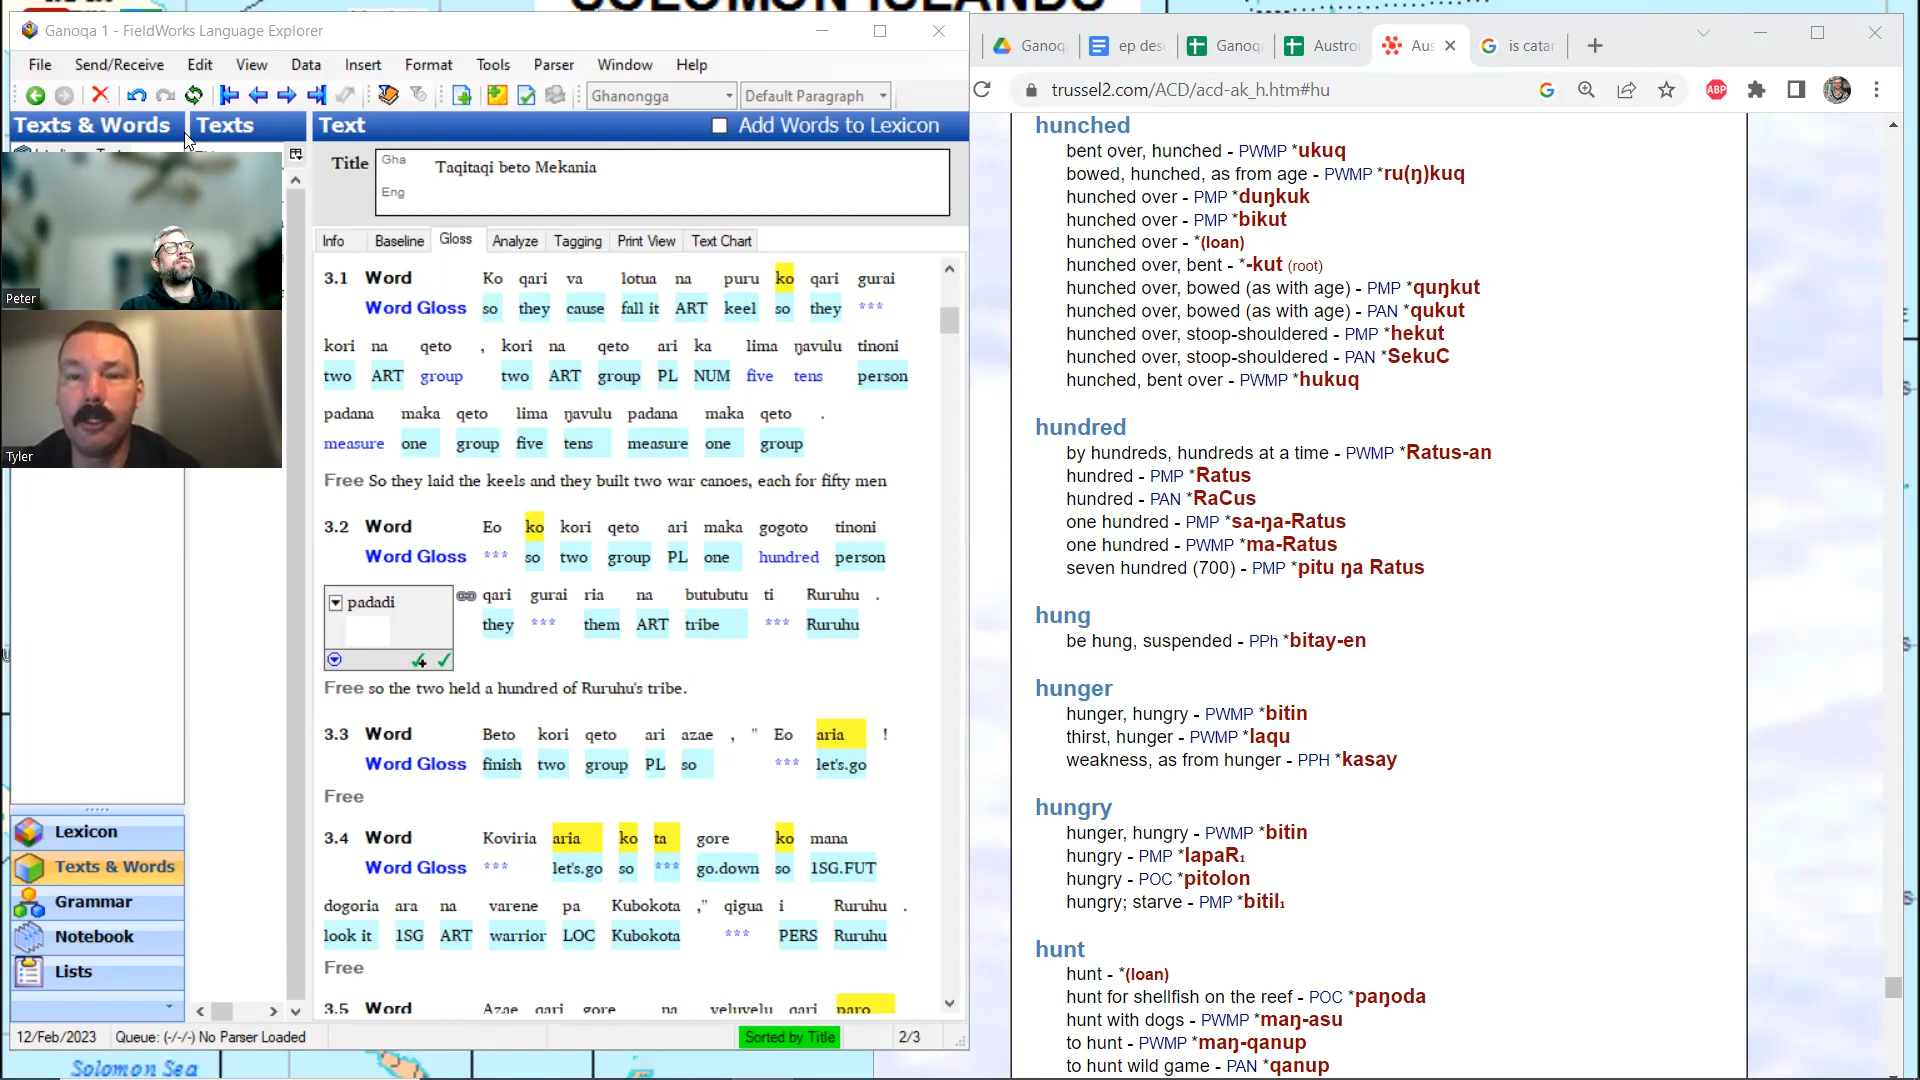 SOLOMON ISLANDS
Ganoqa 1 - FieldWorks Language Explorer
File Send/Receive Edit View Data Insert Format Tools Parser Window Help
Ghanongga Default Paragraph
Texts & Words Texts Text Add Words to Lexicon
Title Gha Taqitaqi beto Mekania
Eng
Info Baseline Gloss Analyze Tagging Print View Text Chart
3.1 Word Ko qari va lotua na puru ko qari gurai
Word Gloss so they cause fall it ART keel so they ***
kori na qeto , kori na qeto ari ka lima ŋavulu tinoni
two ART group two ART group PL NUM five tens person
padana maka qeto lima ŋavulu padana maka qeto .
measure one group five tens measure one group
Free So they laid the keels and they built two war canoes, each for fifty men
3.2 Word Eo ko kori qeto ari maka gogoto tinoni
Word Gloss *** so two group PL one hundred person
padadi qari gurai ria na butubutu ti Ruruhu .
they *** them ART tribe *** Ruruhu
Free so the two held a hundred of Ruruhu's tribe.
3.3 Word Beto kori qeto ari azae , " Eo aria !
Word Gloss finish two group PL so *** let's.go
Free
3.4 Word Koviria aria ko ta gore ko mana
Word Gloss *** let's.go so *** go.down so 1SG.FUT
dogoria ara na varene pa Kubokota ," qigua i Ruruhu .
look it 1SG ART warrior LOC Kubokota *** PERS Ruruhu
Free
3.5 Word Azae qari gore na veluvelu qari paro
Peter
Tyler
Lexicon
Texts & Words
Grammar
Notebook
Lists
12/Feb/2023 Queue: (-/-/-) No Parser Loaded Sorted by Title 2/3
Solomon Sea
Ganoq ep des Ganoq Austro Aus is catar
trussel2.com/ACD/acd-ak_h.htm#hu
ABP
hunched
bent over, hunched - PWMP *ukuq
bowed, hunched, as from age - PWMP *ru(ŋ)kuq
hunched over - PMP *duŋkuk
hunched over - PMP *bikut
hunched over - *(loan)
hunched over, bent - *-kut (root)
hunched over, bowed (as with age) - PMP *quŋkut
hunched over, bowed (as with age) - PAN *qukut
hunched over, stoop-shouldered - PMP *hekut
hunched over, stoop-shouldered - PAN *SekuC
hunched, bent over - PWMP *hukuq
hundred
by hundreds, hundreds at a time - PWMP *Ratus-an
hundred - PMP *Ratus
hundred - PAN *RaCus
one hundred - PMP *sa-ŋa-Ratus
one hundred - PWMP *ma-Ratus
seven hundred (700) - PMP *pitu ŋa Ratus
hung
be hung, suspended - PPh *bitay-en
hunger
hunger, hungry - PWMP *bitin
thirst, hunger - PWMP *laqu
weakness, as from hunger - PPH *kasay
hungry
hunger, hungry - PWMP *bitin
hungry - PMP *lapaR₁
hungry - POC *pitolon
hungry; starve - PMP *bitil₁
hunt
hunt - *(loan)
hunt for shellfish on the reef - POC *paŋoda
hunt with dogs - PWMP *maŋ-asu
to hunt - PWMP *maŋ-qanup
to hunt wild game - PAN *qanup